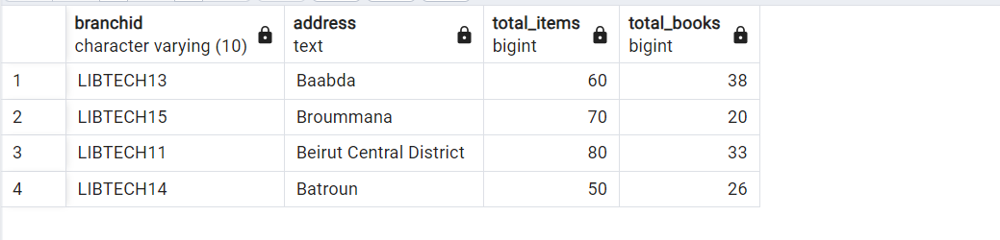 branchid address total_items total_books
character varying (10) text bigint bigint
1 LIBTECH13 Baabda 60 38
2 LIBTECH15 Broummana 70 20
3 LIBTECH11 Beirut Central District 80 33
4 LIBTECH14 Batroun 50 26